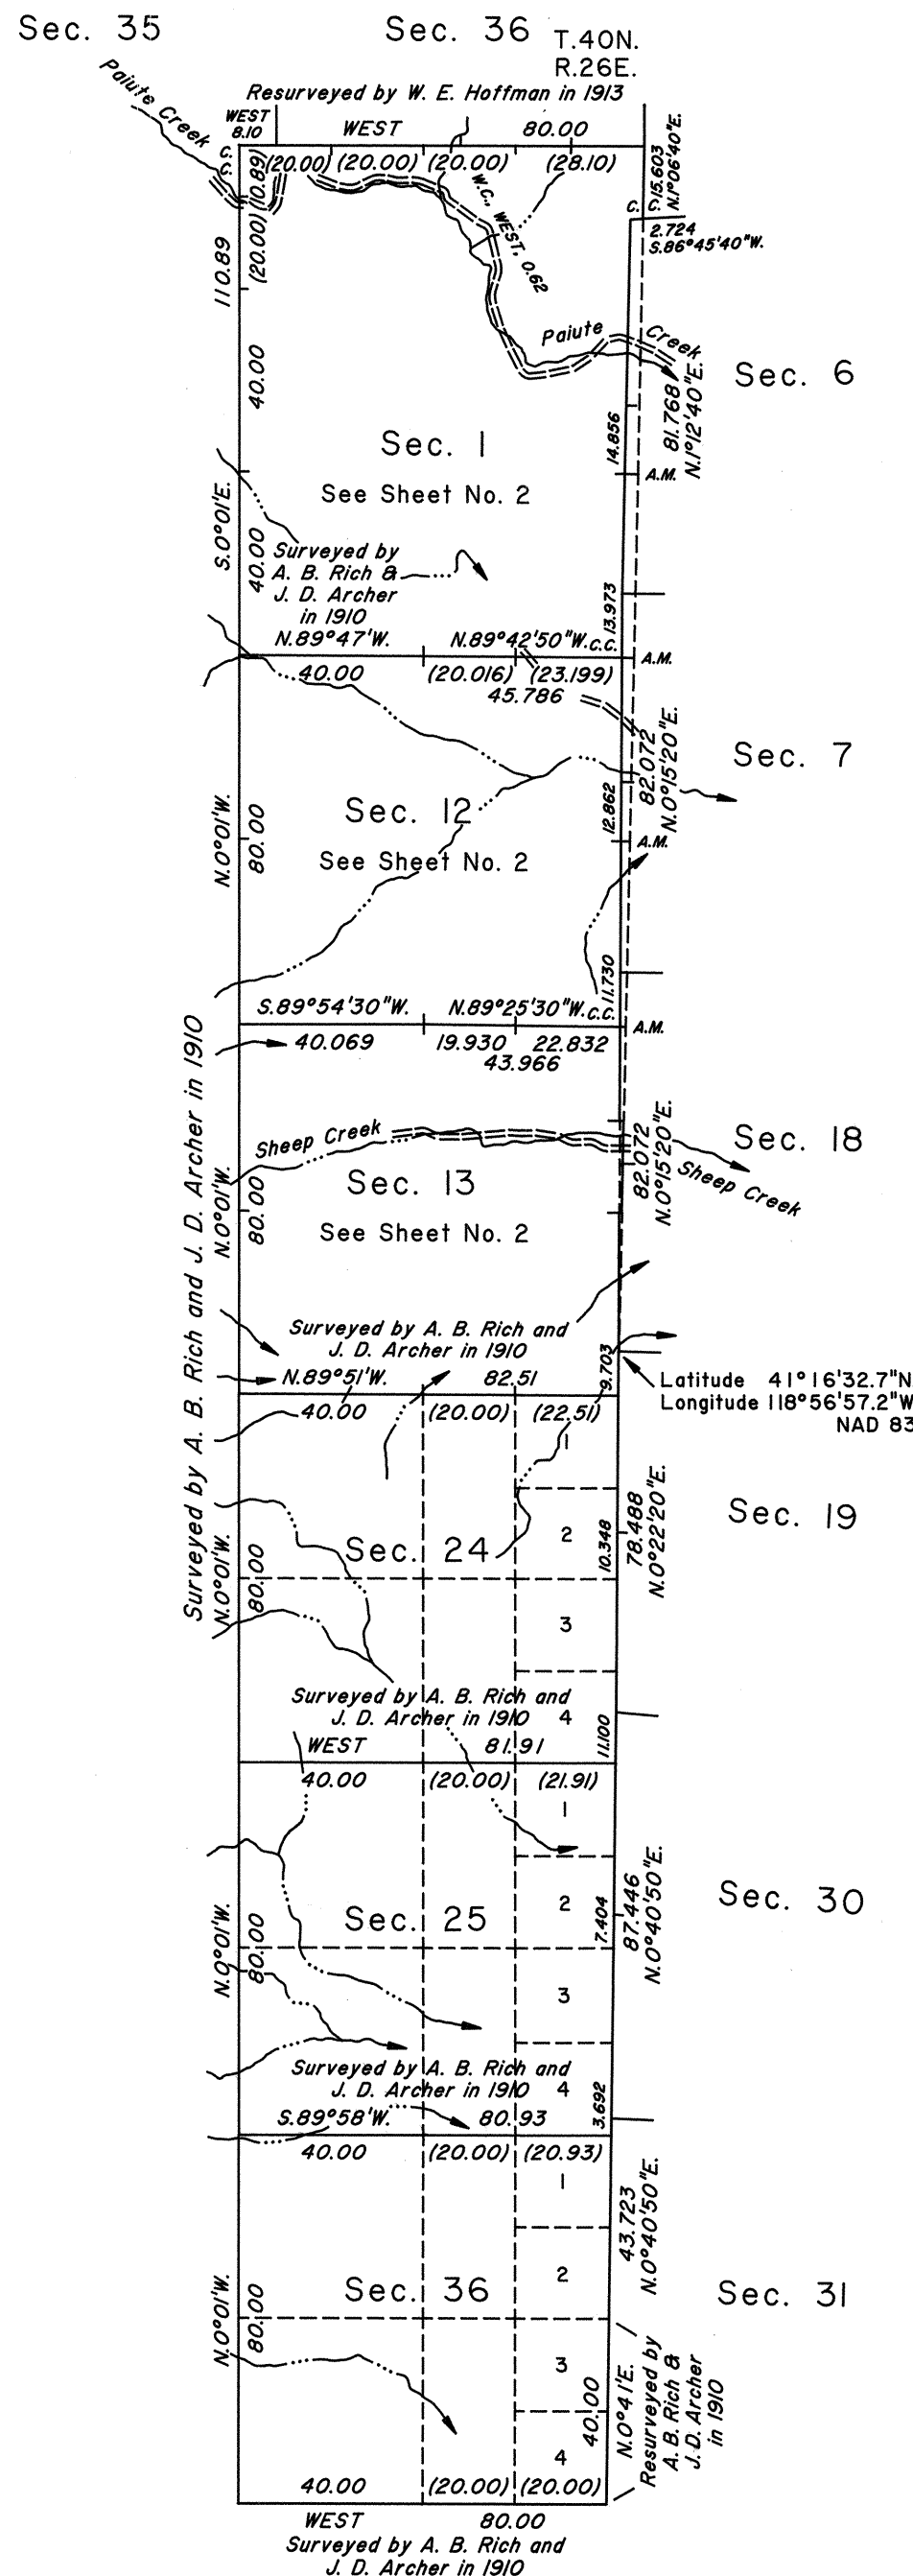 Sec. 35
Sec. 36
T.40N.
R.26E.
Paiute Creek
Resurveyed by W. E. Hoffman in 1913
WEST
8.10
WEST
80.00
C.
C.
(20.00)
(20.00)
(20.00)
(28.10)
(10.89)
(20.00)
110.89
W.C., WEST, 0.62
C.
C.
15.603
N.1°06'40"E.
2.724
S.86°45'40"W.
Paiute
Creek
40.00
Sec. 6
81.768
N.1°12'40"E.
14.856
Sec. 1
A.M.
See Sheet No. 2
S.0°01'E.
40.00
Surveyed by
A. B. Rich &
J. D. Archer
in 1910
13.973
N.89°47'W.
N.89°42'50"W.
C.C.
A.M.
40.00
(20.016)
(23.199)
45.786
82.072
N.0°15'20"E.
Sec. 7
12.862
Sec. 12
N.0°01'W.
80.00
A.M.
See Sheet No. 2
11.730
S.89°54'30"W.
N.89°25'30"W.
C.C.
A.M.
Surveyed by A. B. Rich and J. D. Archer in 1910
40.069
19.930
22.832
43.966
Sheep Creek
82.072
N.0°15'20"E.
Sec. 18
Sheep Creek
Sec. 13
N.0°01'W.
80.00
See Sheet No. 2
Surveyed by A. B. Rich and
J. D. Archer in 1910
9.703
N.89°51'W.
82.51
Latitude 41°16'32.7"N
Longitude 118°56'57.2"W
NAD 83
40.00
(20.00)
(22.51)
1
Sec. 19
78.488
N.0°22'20"E.
10.348
2
Sec. 24
N.0°01'W.
80.00
3
Surveyed by A. B. Rich and
J. D. Archer in 1910
4
11.100
WEST
81.91
40.00
(20.00)
(21.91)
1
87.446
N.0°40'50"E.
Sec. 30
7.404
2
Sec. 25
N.0°01'W.
80.00
3
Surveyed by A. B. Rich and
J. D. Archer in 1910
4
3.692
S.89°58'W.
80.93
40.00
(20.00)
(20.93)
1
43.723
N.0°40'50"E.
2
Sec. 36
Sec. 31
N.0°01'W.
80.00
3
40.00
N.0°41'E.
Resurveyed by
A. B. Rich &
J. D. Archer
in 1910
4
40.00
(20.00)
(20.00)
WEST
80.00
Surveyed by A. B. Rich and
J. D. Archer in 1910